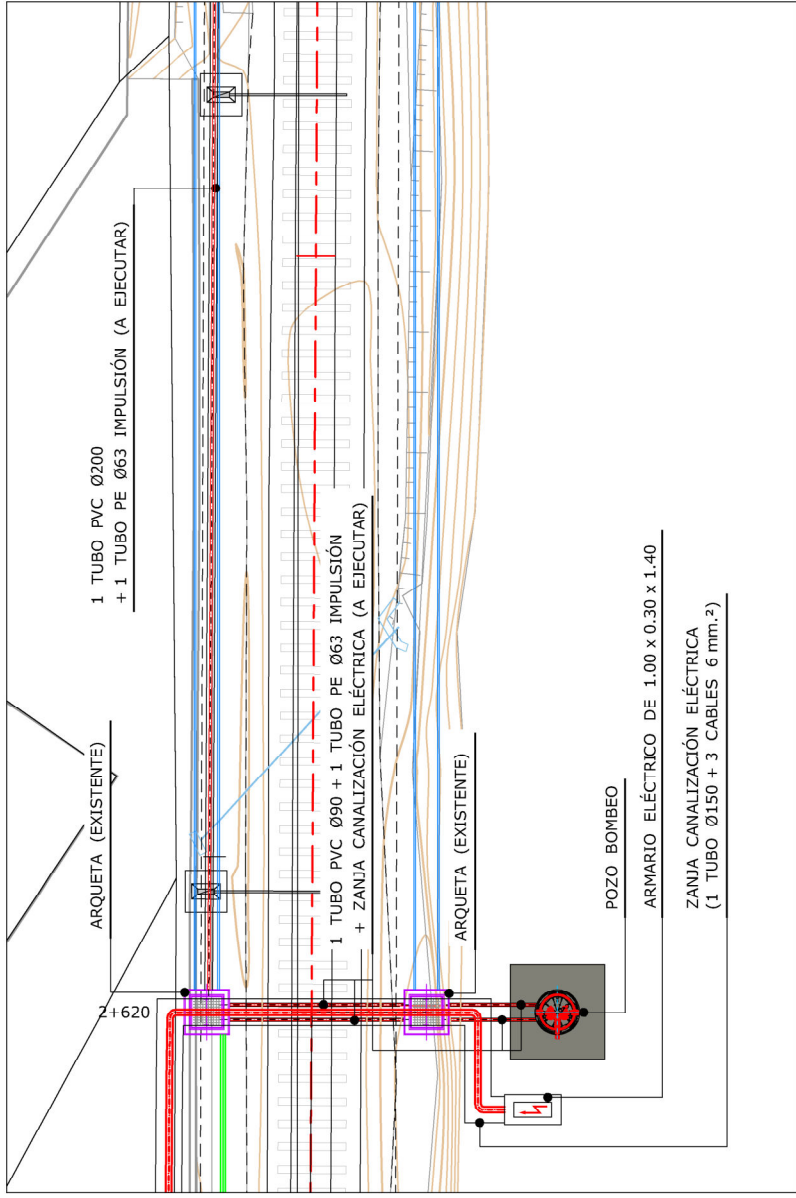 1 TUBO PVC Ø200
+ 1 TUBO PE Ø63 IMPULSIÓN (A EJECUTAR)
ARQUETA (EXISTENTE)
2+620
1 TUBO PVC Ø90 + 1 TUBO PE Ø63 IMPULSIÓN
+ ZANJA CANALIZACIÓN ELÉCTRICA (A EJECUTAR)
ARQUETA (EXISTENTE)
POZO BOMBEO
ARMARIO ELÉCTRICO DE 1.00 x 0.30 x 1.40
ZANJA CANALIZACIÓN ELÉCTRICA
(1 TUBO Ø150 + 3 CABLES 6 mm.²)